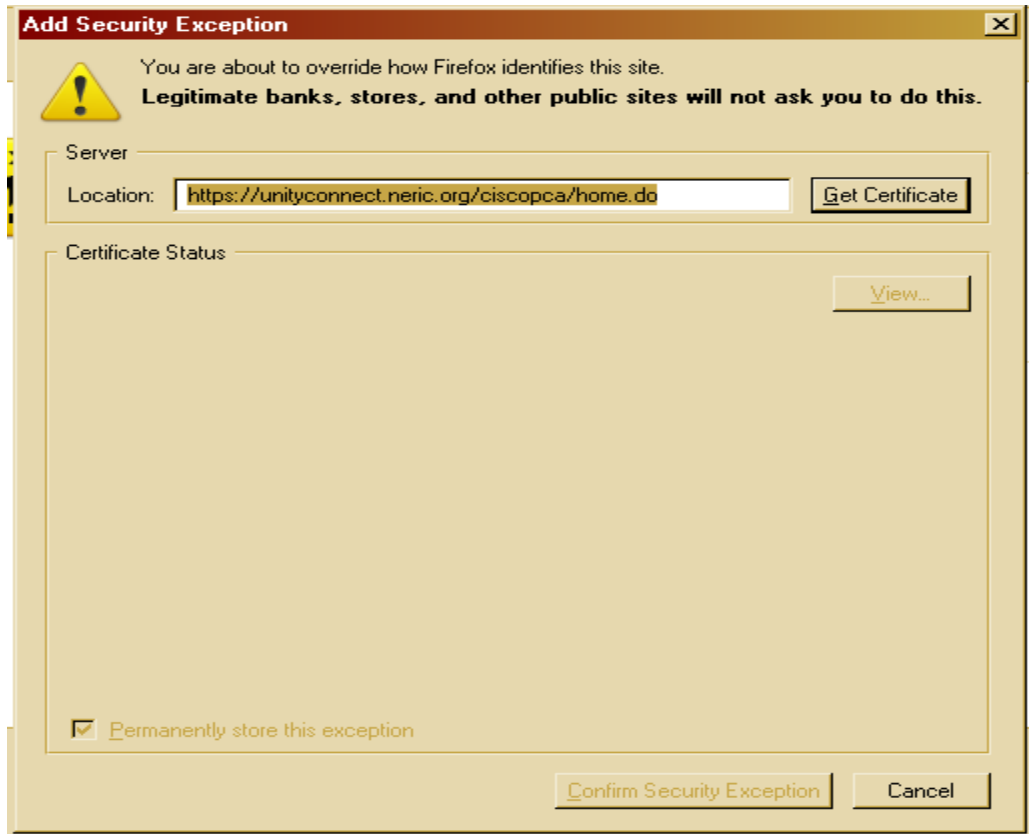 Add Security Exception
You are about to override how Firefox identifies this site.
Legitimate banks, stores, and other public sites will not ask you to do this.
Server
Location: https://unityconnect.neric.org/ciscopca/home.do Get Certificate
Certificate Status
View...
Permanently store this exception
Confirm Security Exception Cancel